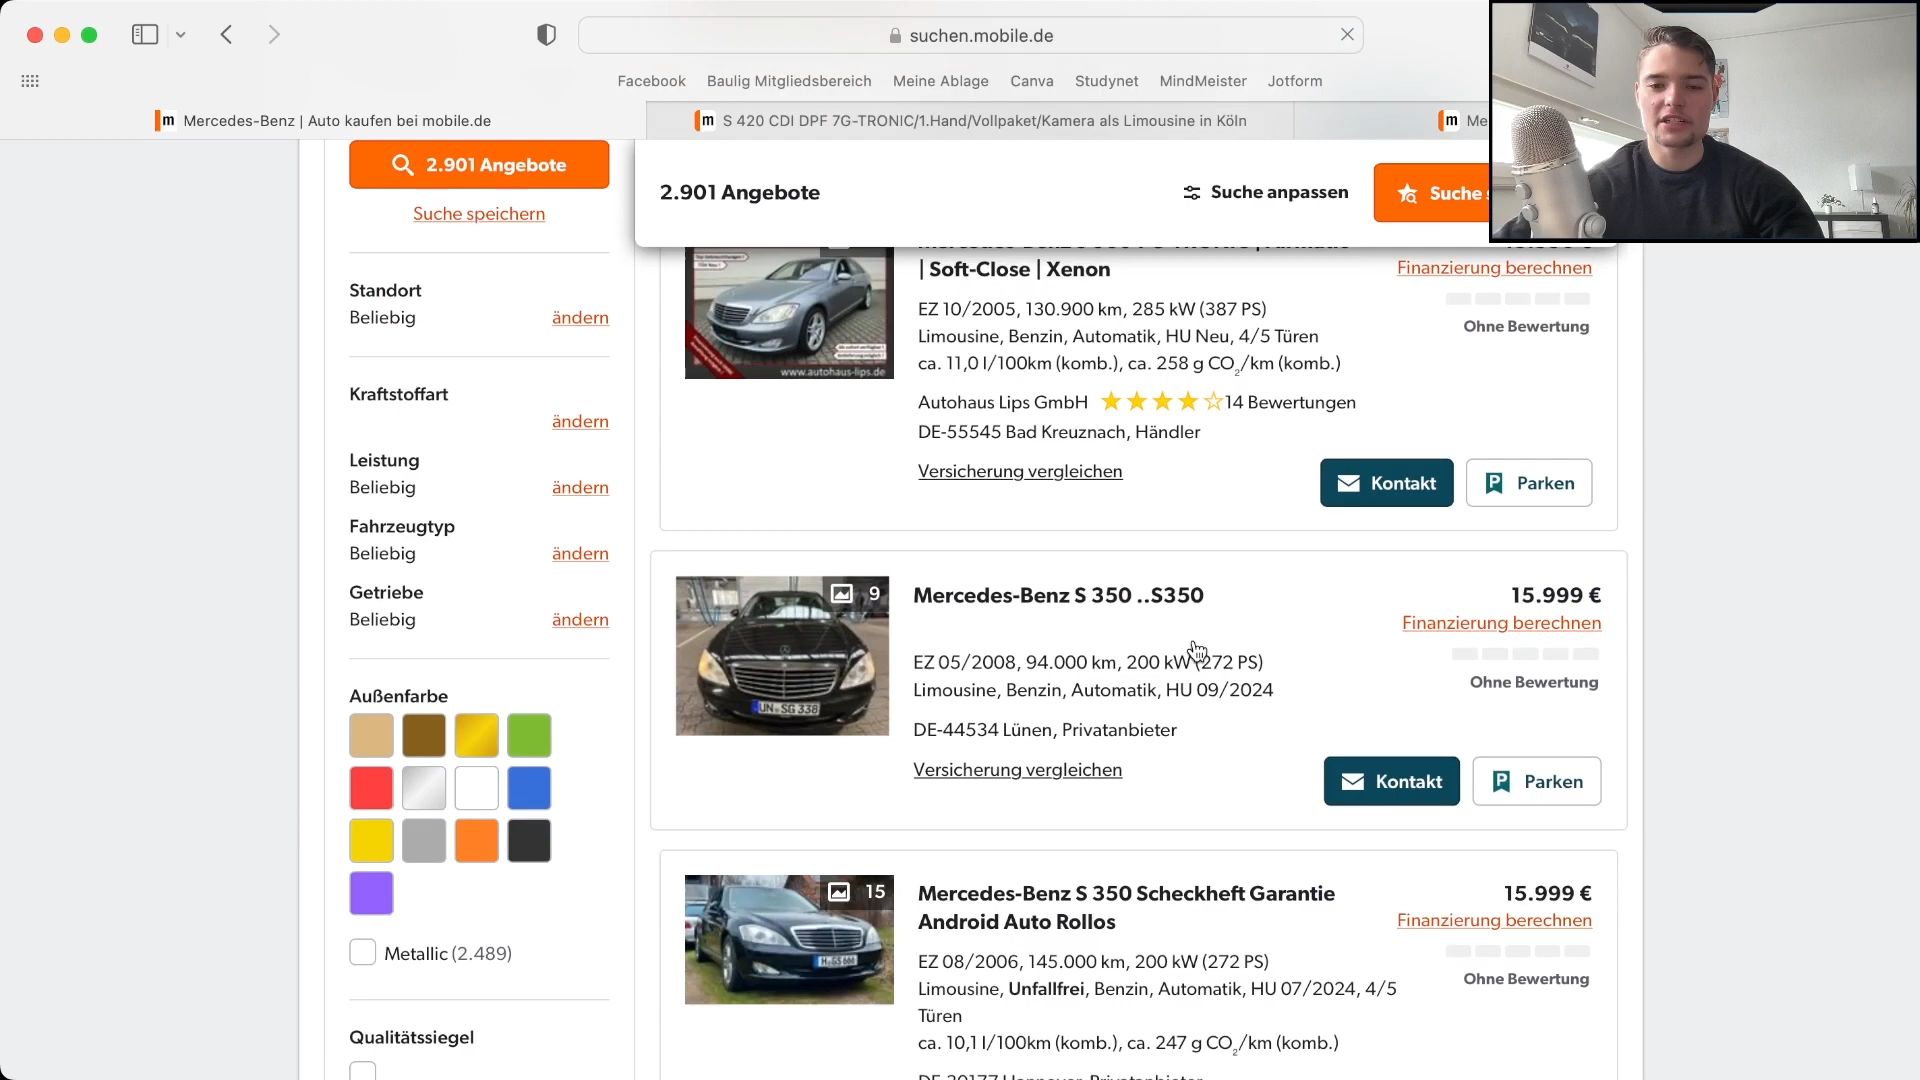 suchen.mobile.de
Facebook Baulig Mitgliedsbereich Meine Ablage Canva Studynet MindMeister Jotform
Mercedes-Benz | Auto kaufen bei mobile.de
S 420 CDI DPF 7G-TRONIC/1.Hand/Vollpaket/Kamera als Limousine in Köln
Me
2.901 Angebote
Suche speichern
Standort
Beliebig ändern
Kraftstoffart
ändern
Leistung
Beliebig ändern
Fahrzeugtyp
Beliebig ändern
Getriebe
Beliebig ändern
Außenfarbe
Metallic (2.489)
Qualitätssiegel
2.901 Angebote
Suche anpassen
Suche
| Soft-Close | Xenon
Finanzierung berechnen
EZ 10/2005, 130.900 km, 285 kW (387 PS)
Limousine, Benzin, Automatik, HU Neu, 4/5 Türen
ca. 11,0 l/100km (komb.), ca. 258 g CO₂/km (komb.)
Ohne Bewertung
www.autohaus-lips.de
Autohaus Lips GmbH 14 Bewertungen
DE-55545 Bad Kreuznach, Händler
Versicherung vergleichen
Kontakt
Parken
9
UN SG 338
Mercedes-Benz S 350 ..S350
15.999 €
Finanzierung berechnen
EZ 05/2008, 94.000 km, 200 kW (272 PS)
Limousine, Benzin, Automatik, HU 09/2024
Ohne Bewertung
DE-44534 Lünen, Privatanbieter
Versicherung vergleichen
Kontakt
Parken
15
Mercedes-Benz S 350 Scheckheft Garantie
Android Auto Rollos
15.999 €
Finanzierung berechnen
EZ 08/2006, 145.000 km, 200 kW (272 PS)
Limousine, Unfallfrei, Benzin, Automatik, HU 07/2024, 4/5
Türen
ca. 10,1 l/100km (komb.), ca. 247 g CO₂/km (komb.)
Ohne Bewertung